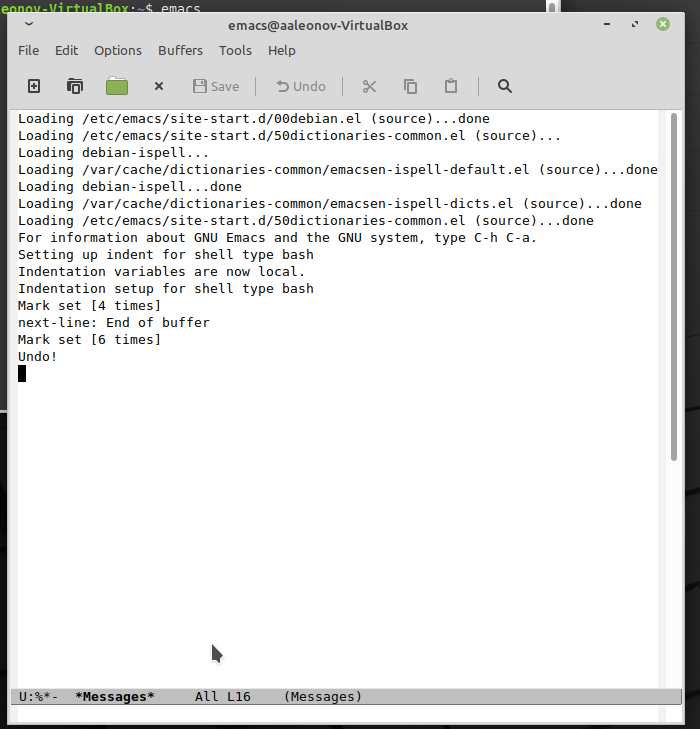 eonov-VirtualBox:~$ emacs
emacs@aaleonov-VirtualBox
File Edit Options Buffers Tools Help
Save Undo
Loading /etc/emacs/site-start.d/00debian.el (source)...done
Loading /etc/emacs/site-start.d/50dictionaries-common.el (source)...
Loading debian-ispell...
Loading /var/cache/dictionaries-common/emacsen-ispell-default.el (source)...done
Loading debian-ispell...done
Loading /var/cache/dictionaries-common/emacsen-ispell-dicts.el (source)...done
Loading /etc/emacs/site-start.d/50dictionaries-common.el (source)...done
For information about GNU Emacs and the GNU system, type C-h C-a.
Setting up indent for shell type bash
Indentation variables are now local.
Indentation setup for shell type bash
Mark set [4 times]
next-line: End of buffer
Mark set [6 times]
Undo!
U:%*-  *Messages*     All L16    (Messages)